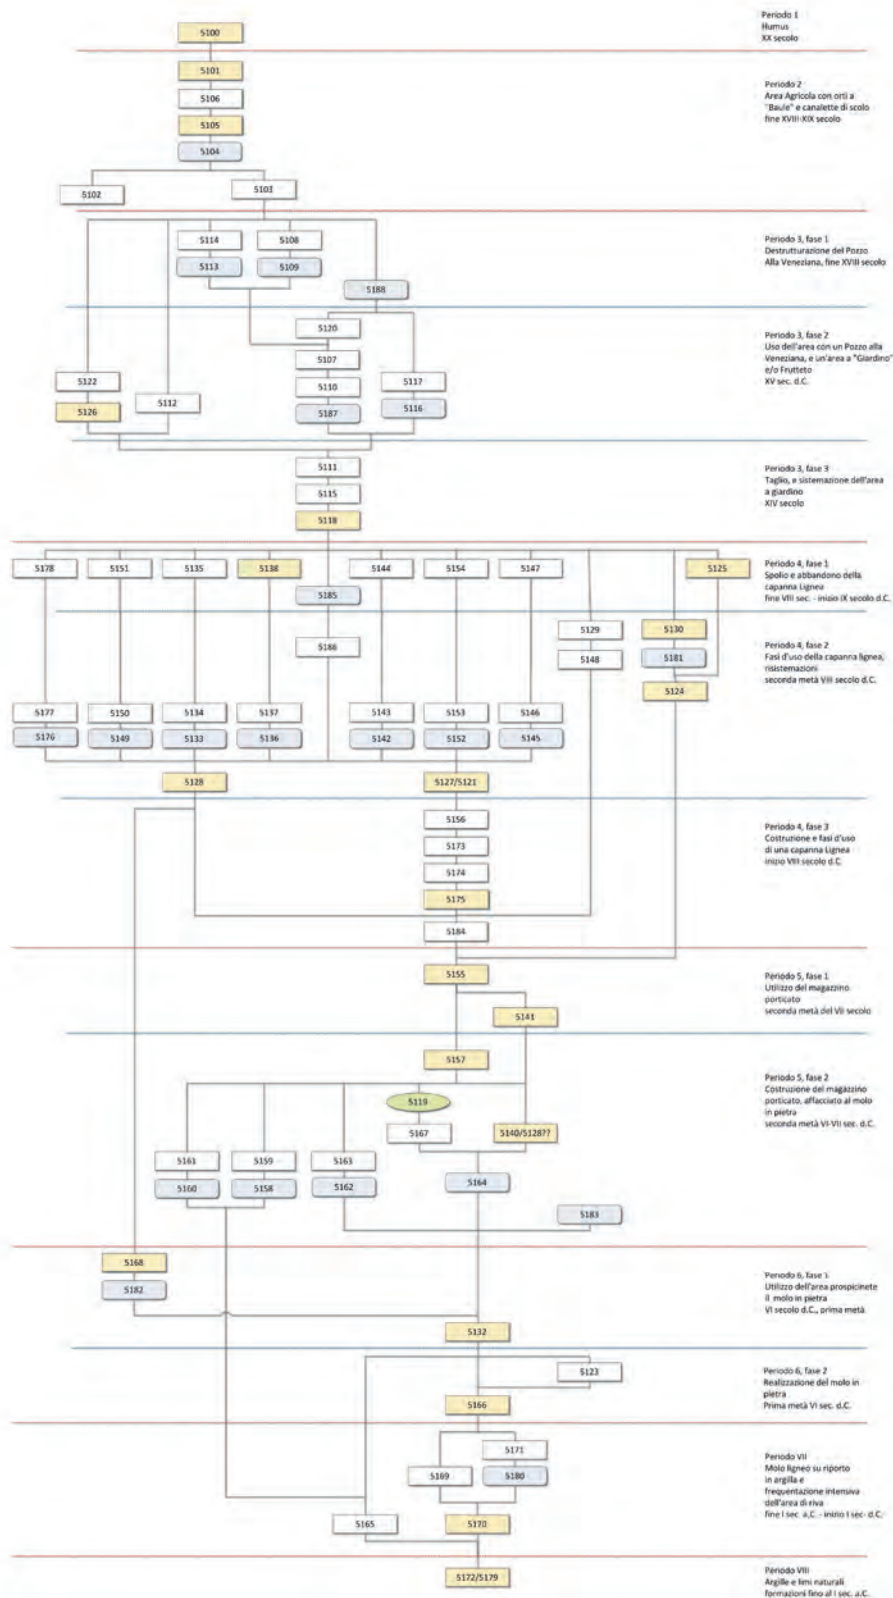 5100
Periodo 1
Humus
XX secolo
5101
5106
5105
5104
5102
5103
Periodo 2
Area Agricola con orti a
"Baule" e canalette di scolo
fine XVIII-XIX secolo
5114
5108
5113
5109
5188
Periodo 3, fase 1
Destrutturazione del Pozzo
Alla Veneziana, fine XVIII secolo
5120
5107
5122
5110
5117
5126
5112
5187
5116
Periodo 3, fase 2
Uso dell'area con un Pozzo alla
Veneziana, e un'area a "Giardino"
e/o Frutteto
XV sec. d.C.
5111
5115
5118
Periodo 3, fase 3
Taglio, e sistemazione dell'area
a giardino
XIV secolo
5178
5151
5135
5138
5144
5154
5147
5125
5185
Periodo 4, fase 1
Spolio e abbandono della
capanna Lignea
fine VIII sec. - inizio IX secolo d.C.
5129
5130
5186
5148
5181
5124
5177
5150
5134
5137
5143
5153
5146
5176
5149
5133
5136
5142
5152
5145
5128
5127/5121
Periodo 4, fase 2
Fasi d'uso della capanna lignea,
risistemazioni
seconda metà VIII secolo d.C.
5156
5173
5174
5175
5184
Periodo 4, fase 3
Costruzione e fasi d'uso
di una capanna Lignea
inizio VIII secolo d.C.
5155
5141
Periodo 5, fase 1
Utilizzo del magazzino
porticato
seconda metà del VII secolo
5157
5119
5167
5140/5128??
5161
5159
5163
5160
5158
5162
5164
5183
Periodo 5, fase 2
Costruzione del magazzino
porticato, affacciato al molo
in pietra
seconda metà VI-VII sec. d.C.
5168
5182
5132
Periodo 6, fase 1
Utilizzo dell'area prospicinete
il molo in pietra
VI secolo d.C., prima metà
5123
5166
Periodo 6, fase 2
Realizzazione del molo in
pietra
Prima metà VI sec. d.C.
5171
5169
5180
5165
5170
Periodo VII
Molo ligneo su riporto
in argilla e
frequentazione intensiva
dell'area di riva
fine I sec. a.C. - inizio I sec- d.C.
5172/5179
Periodo VIII
Argille e limi naturali
formazioni fino al I sec. a.C.